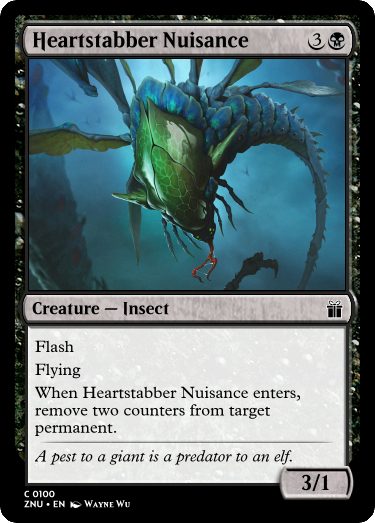 Heartstabber Nuisance 3
Creature — Insect
Flash
Flying
When Heartstabber Nuisance enters,
remove two counters from target
permanent.
A pest to a giant is a predator to an elf.
3/1
C 0100
ZNU • EN Wayne Wu